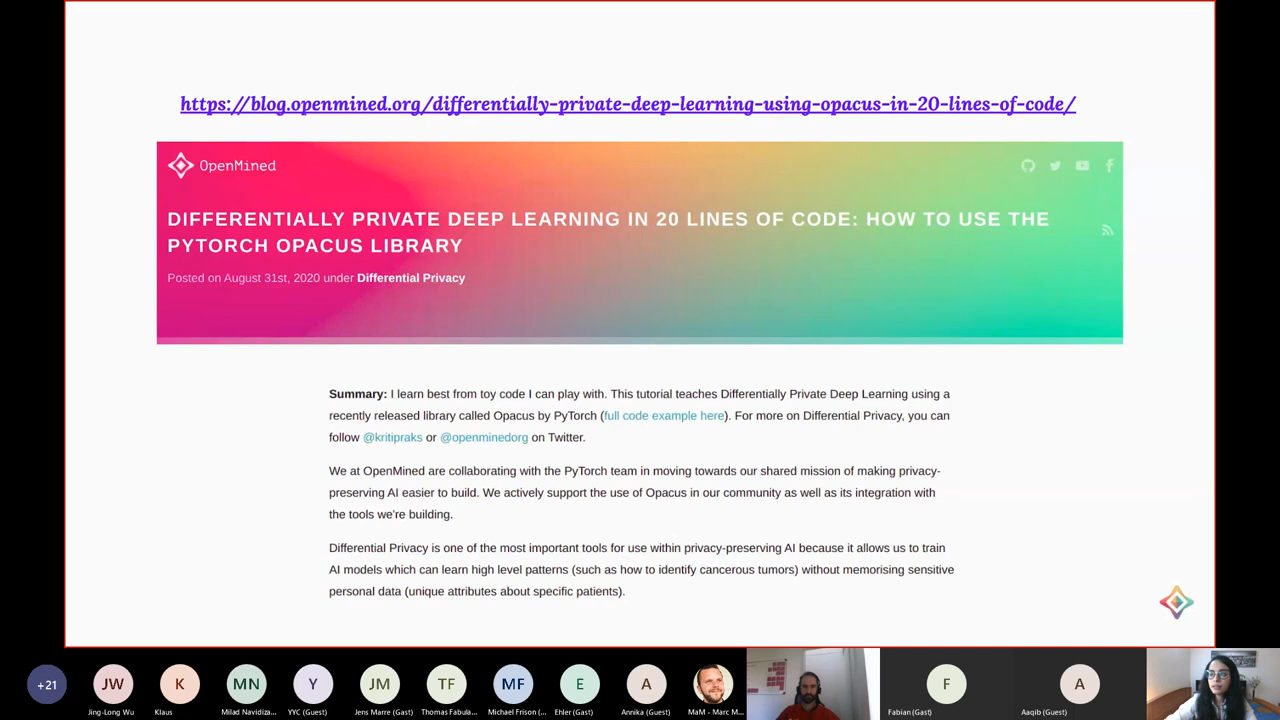 https://blog.openmined.org/differentially-private-deep-learning-using-opacus-in-20-lines-of-code/
OpenMined
DIFFERENTIALLY PRIVATE DEEP LEARNING IN 20 LINES OF CODE: HOW TO USE THE
PYTORCH OPACUS LIBRARY
Posted on August 31st, 2020 under Differential Privacy
Summary: I learn best from toy code I can play with. This tutorial teaches Differentially Private Deep Learning using a
recently released library called Opacus by PyTorch (full code example here). For more on Differential Privacy, you can
follow @kritipraks or @openminedorg on Twitter.
We at OpenMined are collaborating with the PyTorch team in moving towards our shared mission of making privacy-
preserving AI easier to build. We actively support the use of Opacus in our community as well as its integration with
the tools we're building.
Differential Privacy is one of the most important tools for use within privacy-preserving AI because it allows us to train
AI models which can learn high level patterns (such as how to identify cancerous tumors) without memorising sensitive
personal data (unique attributes about specific patients).
+21 JW K MN Y JM TF MF E A F A
Jing-Long Wu Klaus Milad Navidiza... YYC (Guest) Jens Marre (Gast) Thomas Fabula... Michael Frison (... Ehler (Gast) Annika (Guest) MaM - Marc M... Fabian (Gast) Aaqib (Guest)